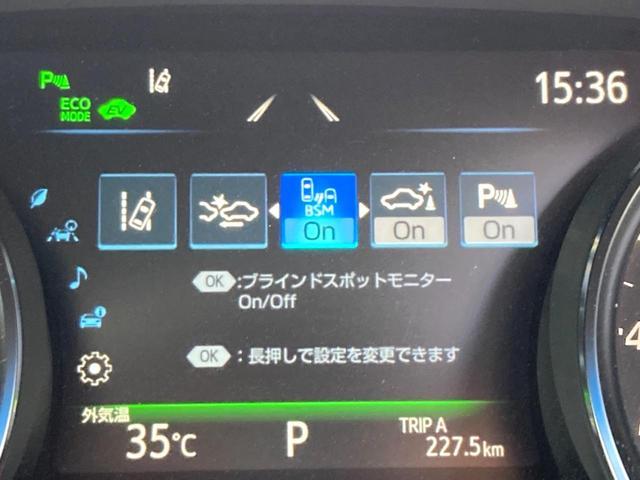 P
15:36
ECO
MODE
EV
BSM
On
On
P
On
OK :ブラインドスポットモニター
On/Off
OK :長押しで設定を変更できます
外気温
35℃
P
TRIP A
227.5km
4